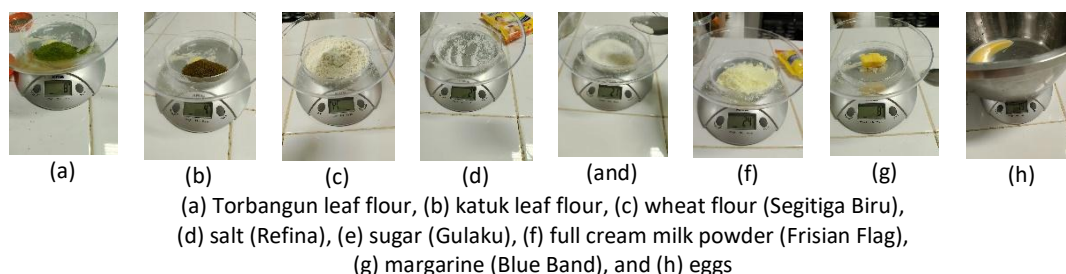 (a) (b) (c) (d) (and) (f) (g) (h)
(a) Torbangun leaf flour, (b) katuk leaf flour, (c) wheat flour (Segitiga Biru),
(d) salt (Refina), (e) sugar (Gulaku), (f) full cream milk powder (Frisian Flag),
(g) margarine (Blue Band), and (h) eggs